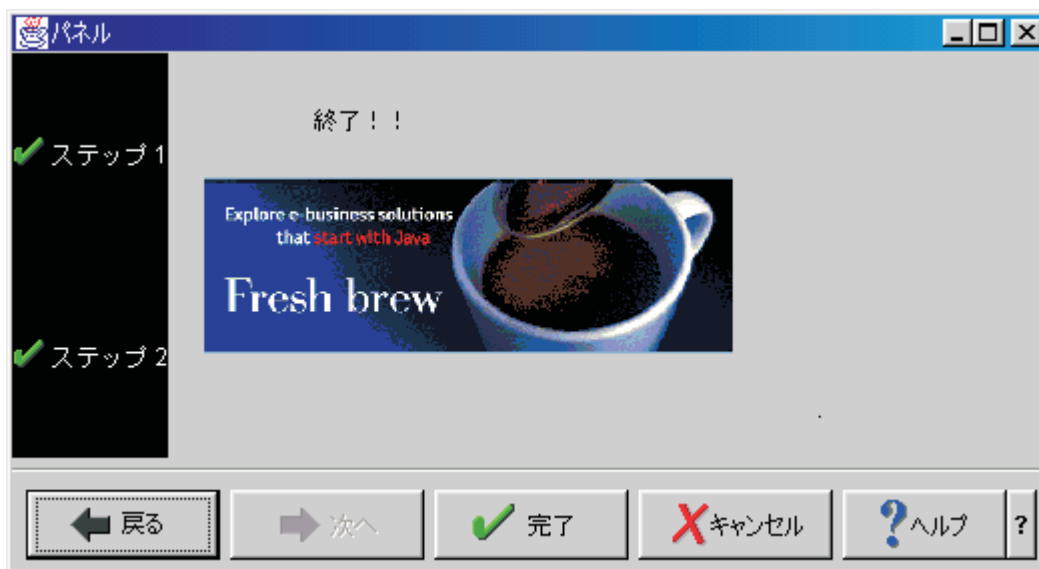 パネル
ステップ 1
ステップ 2
終了！！
Explore e-business solutions
that start with Java
Fresh brew
戻る
次へ
完了
キャンセル
ヘルプ
?